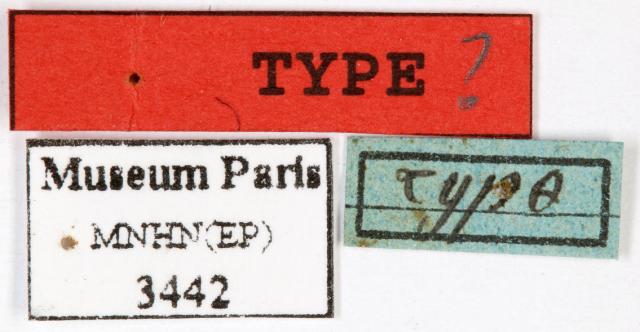 TYPE ?
Museum Paris
MNHN(EP)
3442
Type